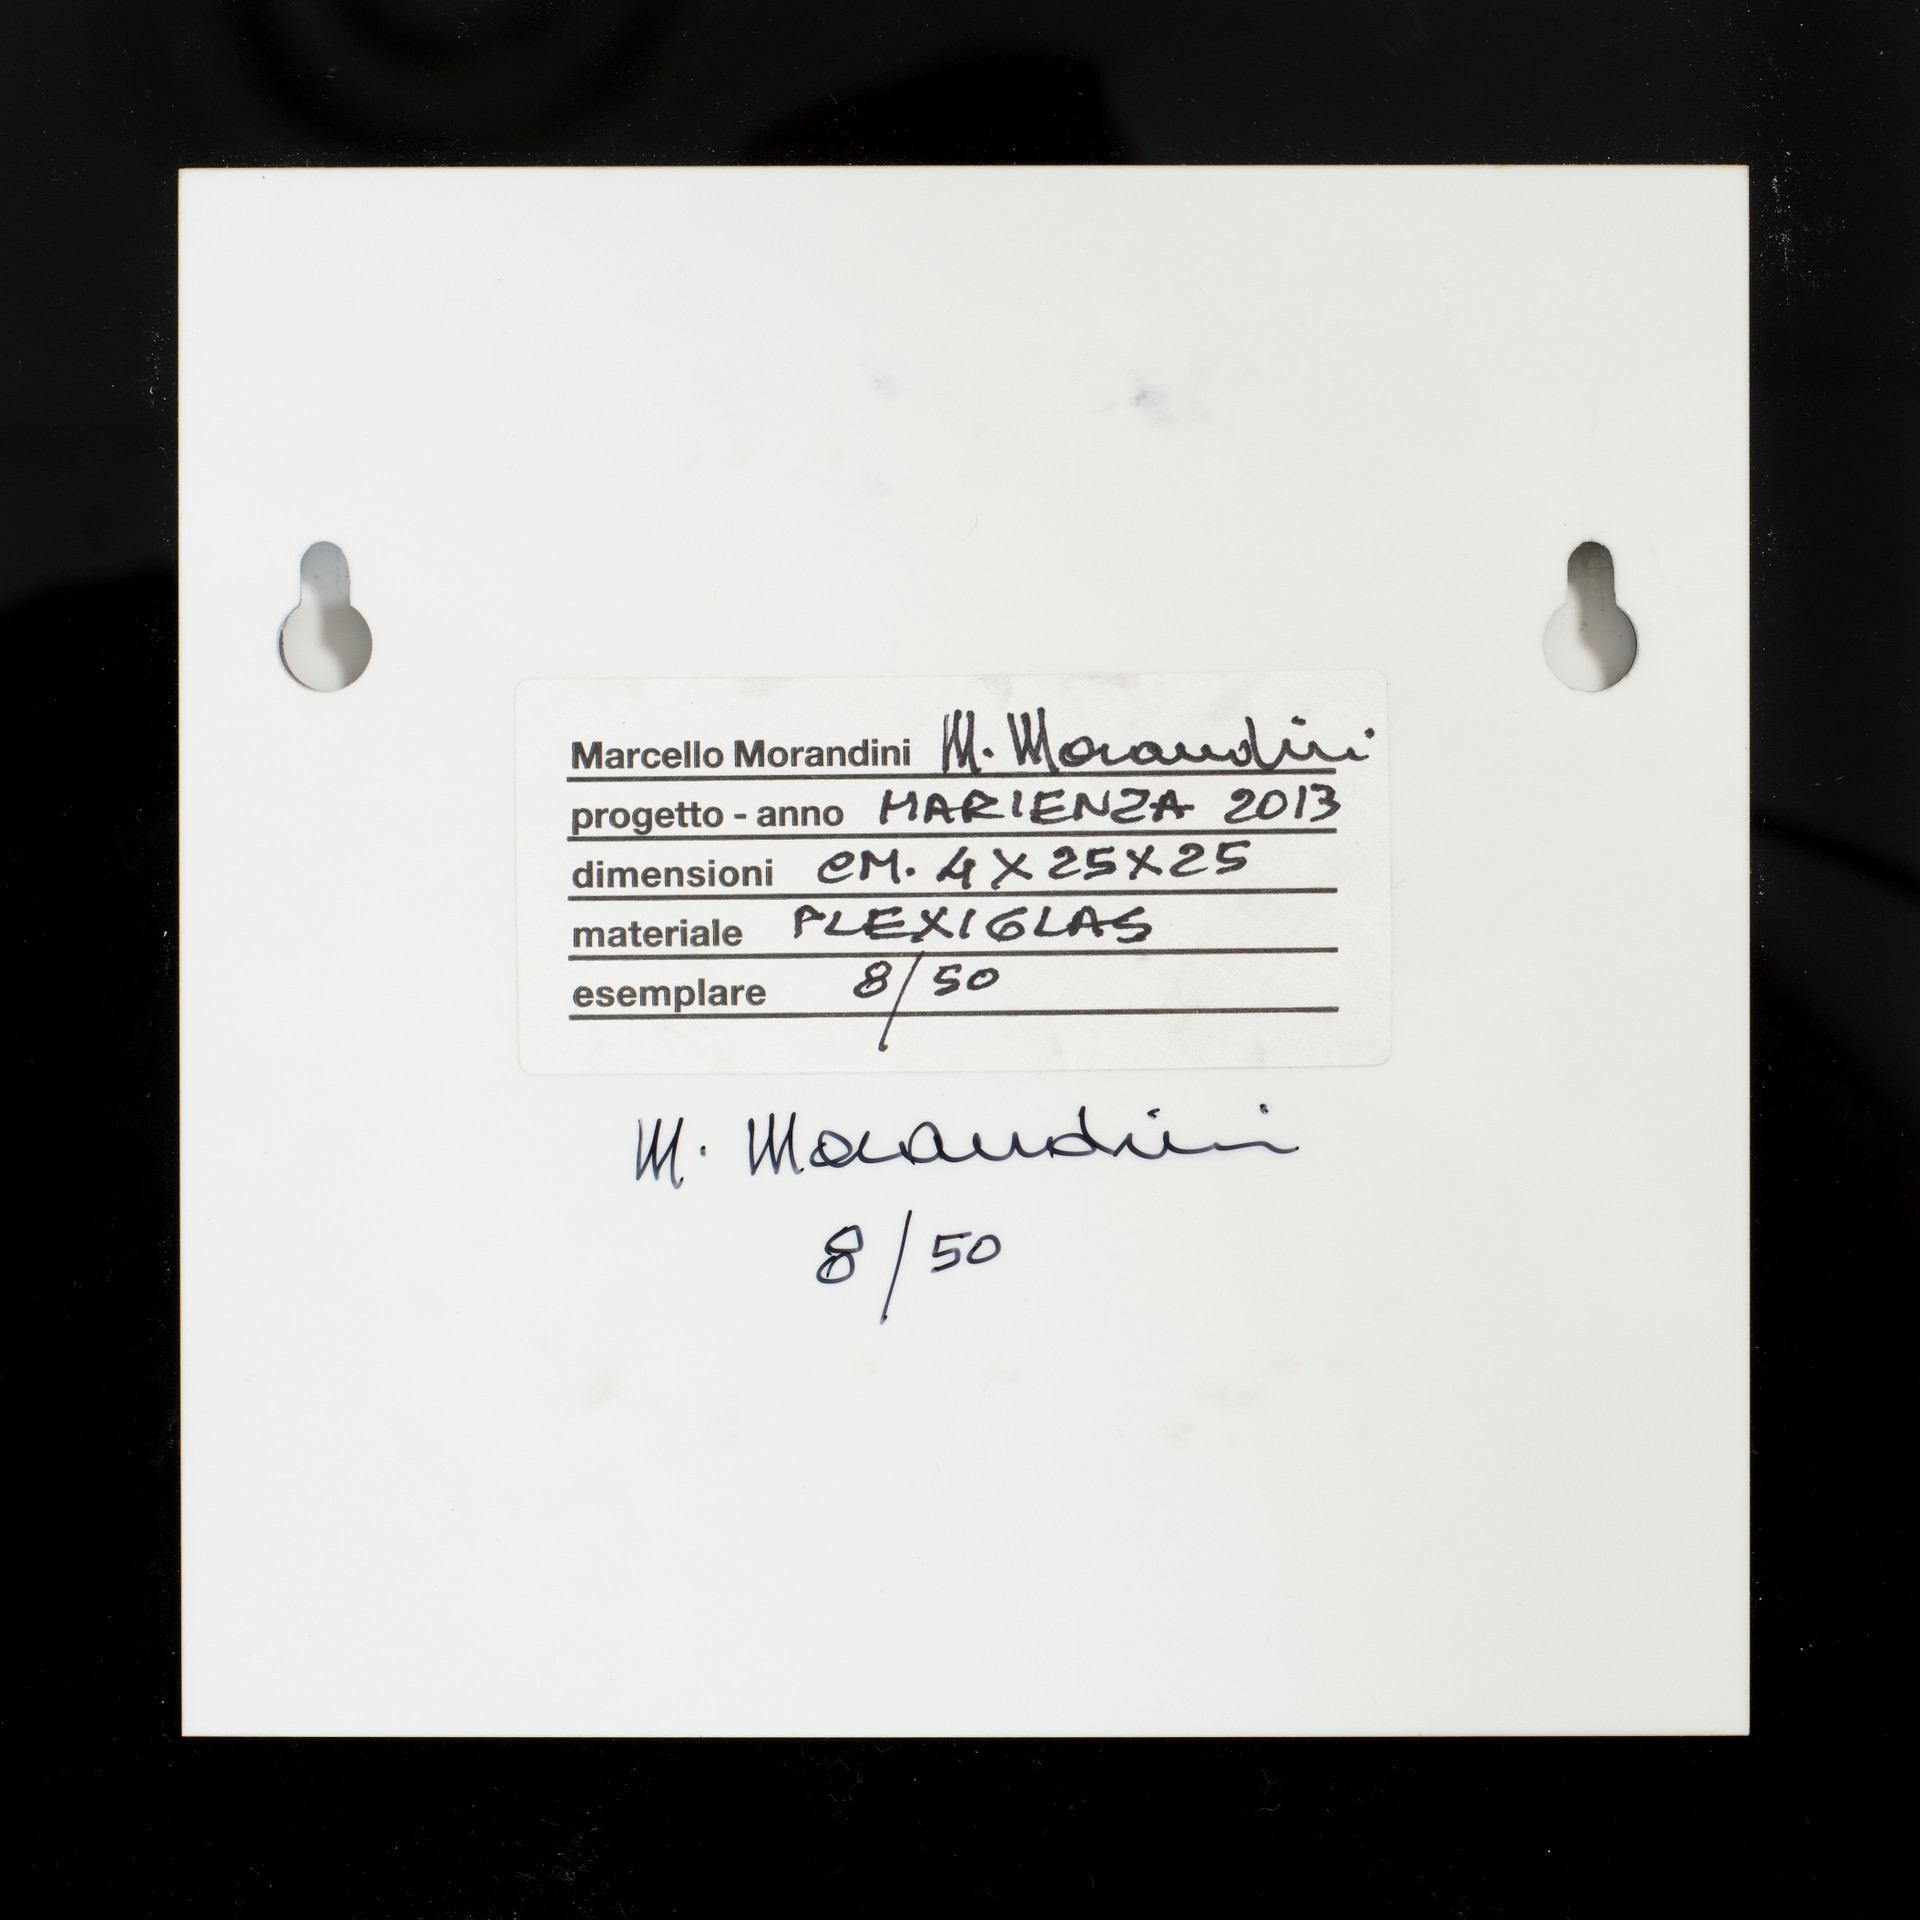 Marcello Morandini M. Morandini
progetto - anno MARIENZA 2013
dimensioni CM. 4X25X25
materiale PLEXIGLAS
esemplare 8/50
M. Morandini
8/50